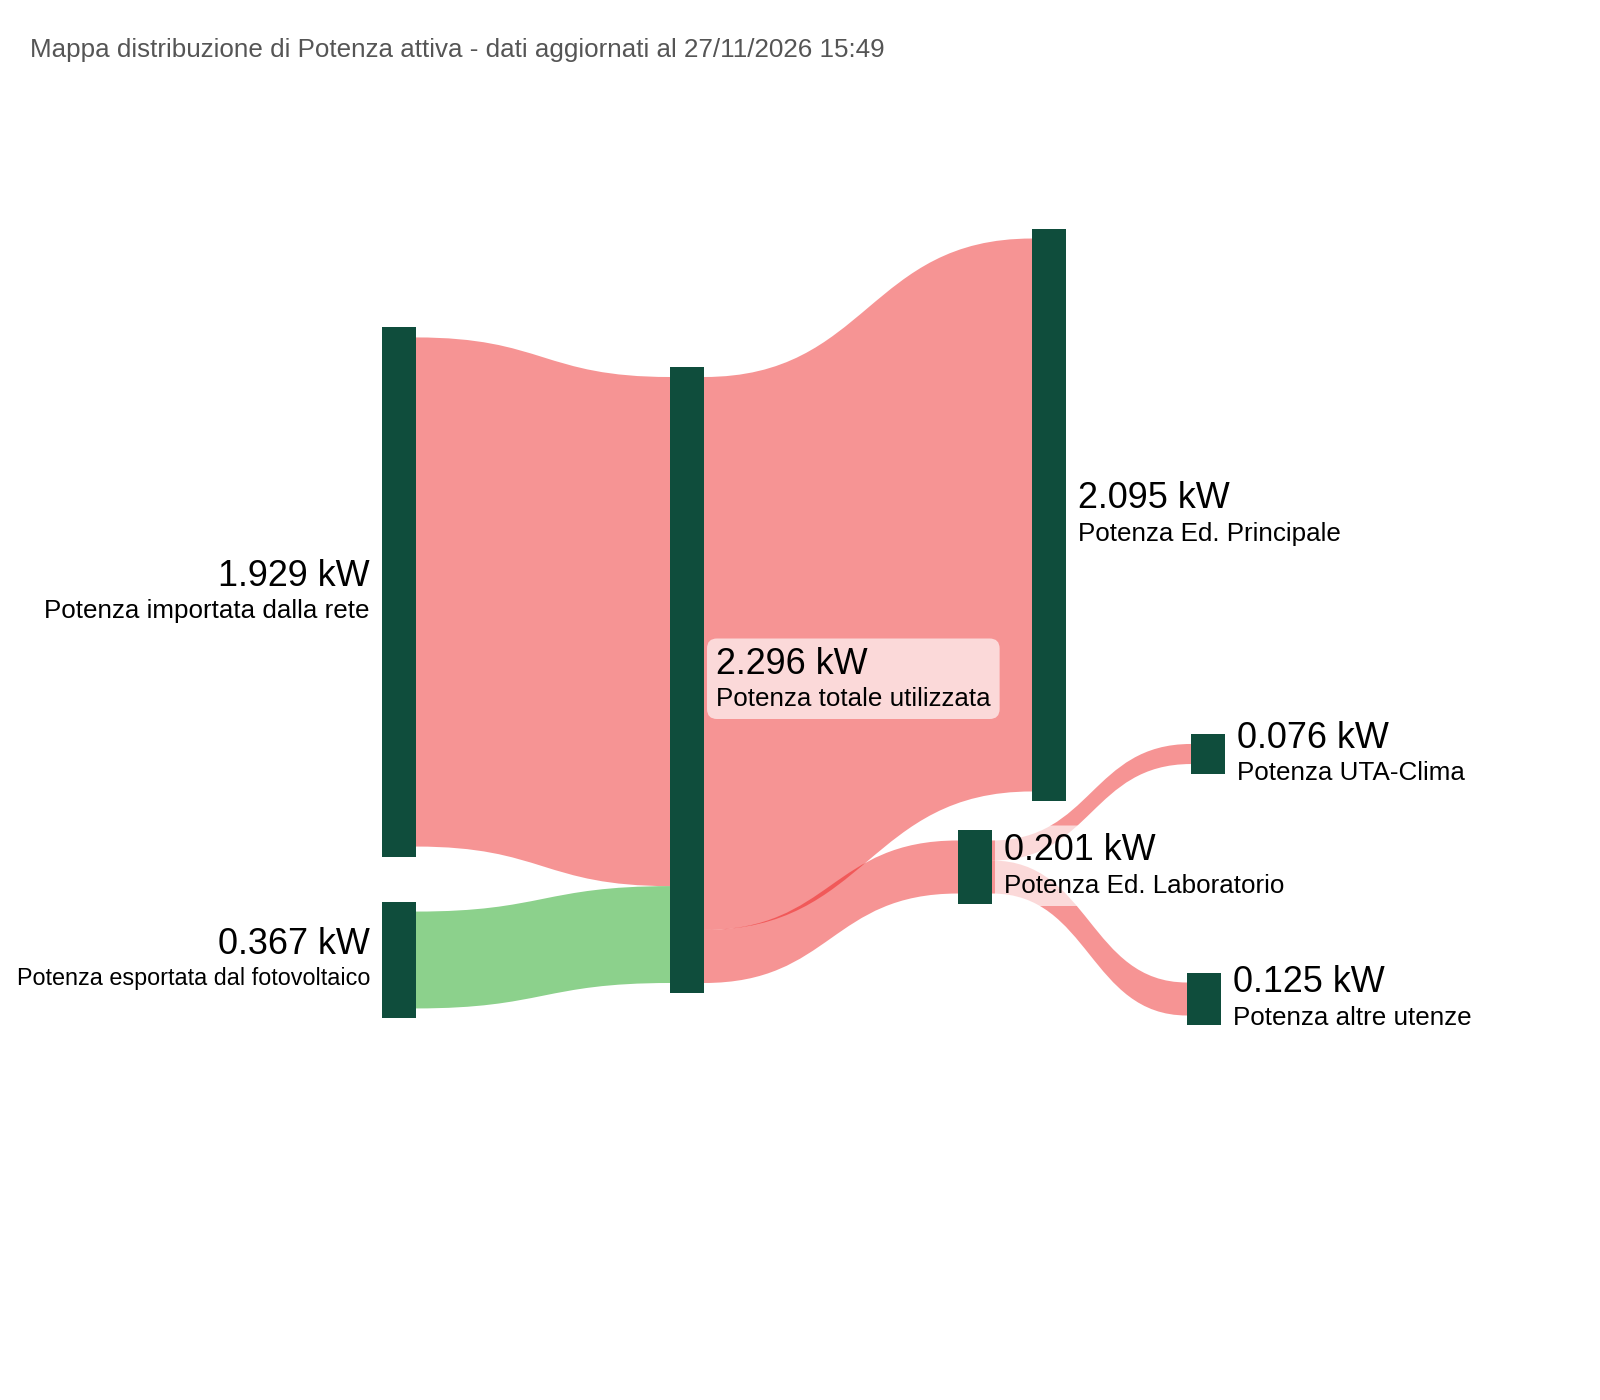 Mappa distribuzione di Potenza attiva - dati aggiornati al 27/11/2026 15:49
2.095 kW
Potenza Ed. Principale
1.929 kW
Potenza importata dalla rete
2.296 kW
Potenza totale utilizzata
0.076 kW
Potenza UTA-Clima
0.201 kW
Potenza Ed. Laboratorio
0.367 kW
Potenza esportata dal fotovoltaico
0.125 kW
Potenza altre utenze